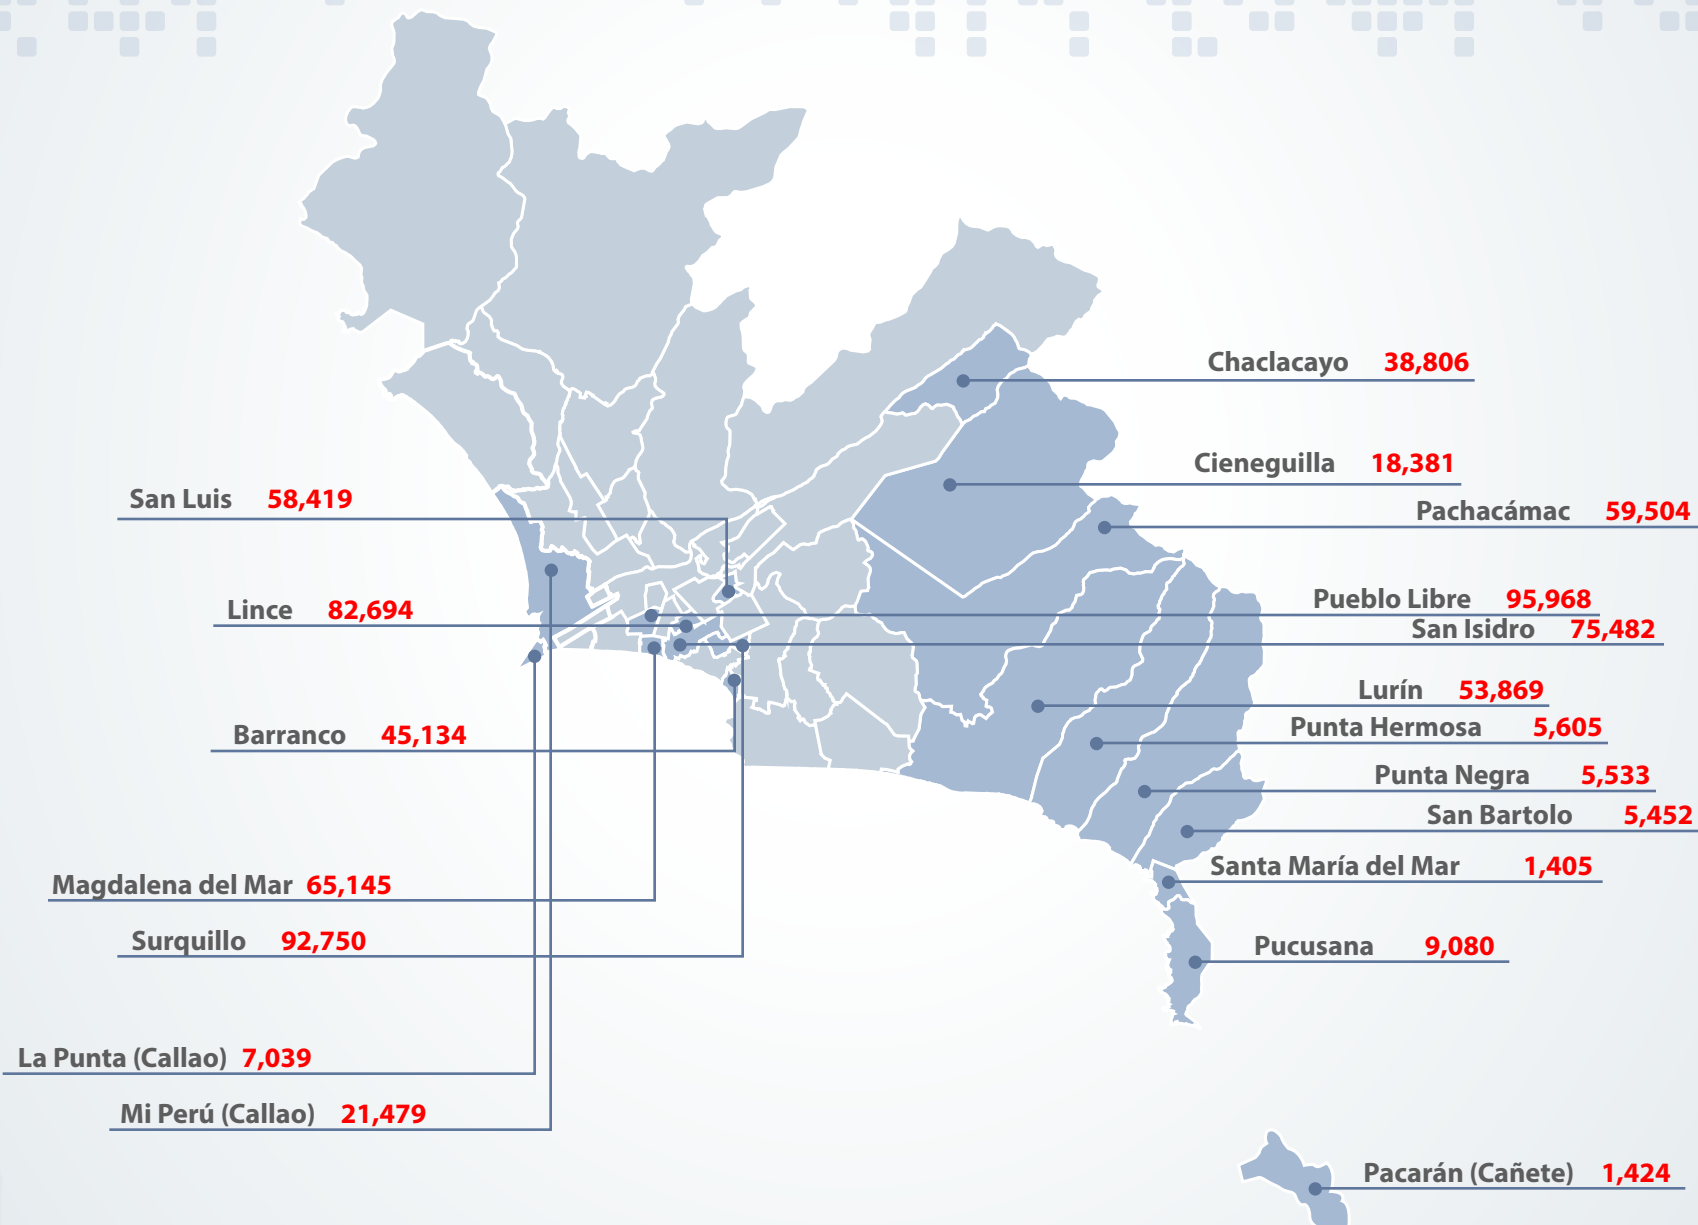 Chaclacayo 38,806
Cieneguilla 18,381
San Luis 58,419
Pachacámac 59,504
Pueblo Libre 95,968
Lince 82,694
San Isidro 75,482
Lurín 53,869
Punta Hermosa 5,605
Barranco 45,134
Punta Negra 5,533
San Bartolo 5,452
Santa María del Mar 1,405
Magdalena del Mar 65,145
Surquillo 92,750
Pucusana 9,080
La Punta (Callao) 7,039
Mi Perú (Callao) 21,479
Pacarán (Cañete) 1,424